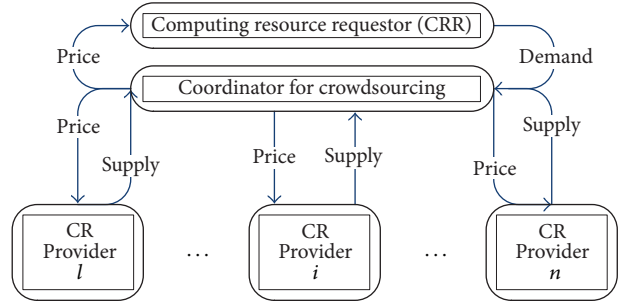 Computing resource requestor (CRR)
Price
Demand
Coordinator for crowdsourcing
Price
Supply
Price
Supply
Price
Supply
CR
Provider
l
...
CR
Provider
i
...
CR
Provider
n